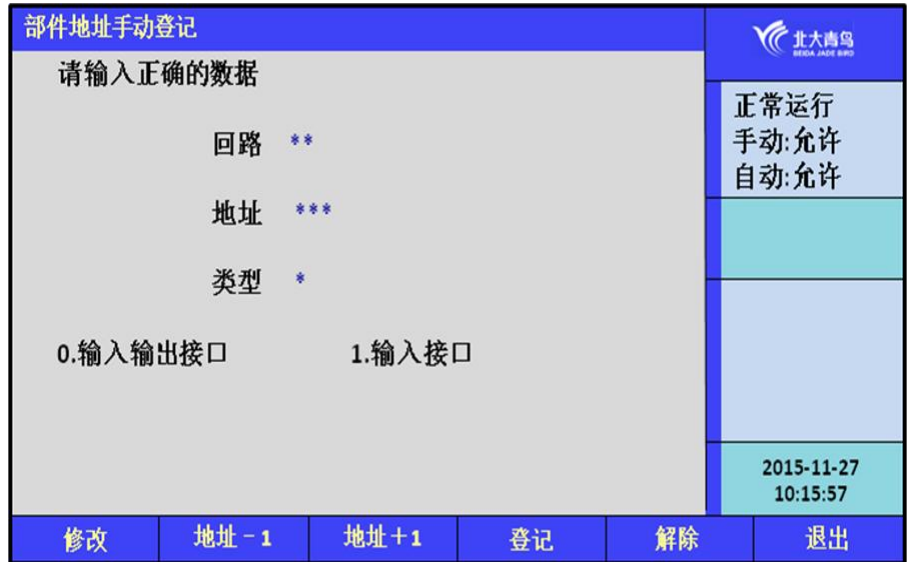 部件地址手动登记
北大青鸟
BEIDA JADE BIRD
请输入正确的数据
正常运行
手动:允许
自动:允许
回路 **
地址 ***
类型 *
0.输入输出接口 1.输入接口
2015-11-27
10:15:57
修改 地址-1 地址+1 登记 解除 退出